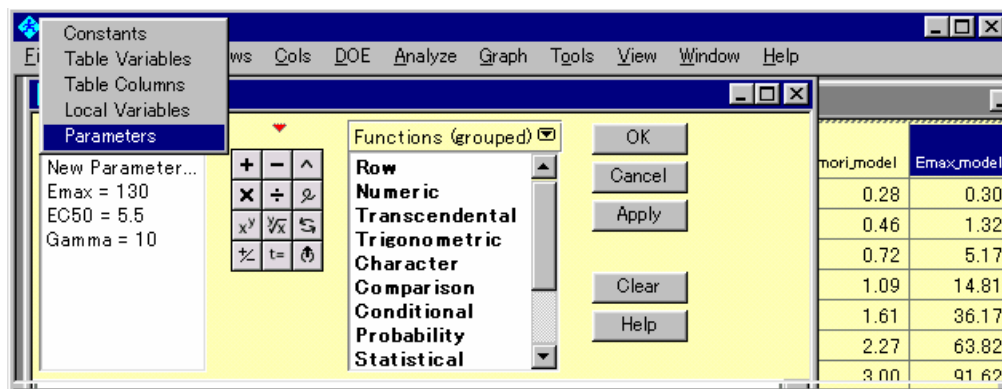 Constants
Table Variables
Table Columns
Local Variables
Parameters
Cols DOE Analyze Graph Tools View Window Help
New Parameter...
Emax = 130
EC50 = 5.5
Gamma = 10
Functions (grouped)
Row
Numeric
Transcendental
Trigonometric
Character
Comparison
Conditional
Probability
Statistical
OK
Cancel
Apply
Clear
Help
mori_model Emax_model
0.28 0.30
0.46 1.32
0.72 5.17
1.09 14.81
1.61 36.17
2.27 63.82
3.00 91.62